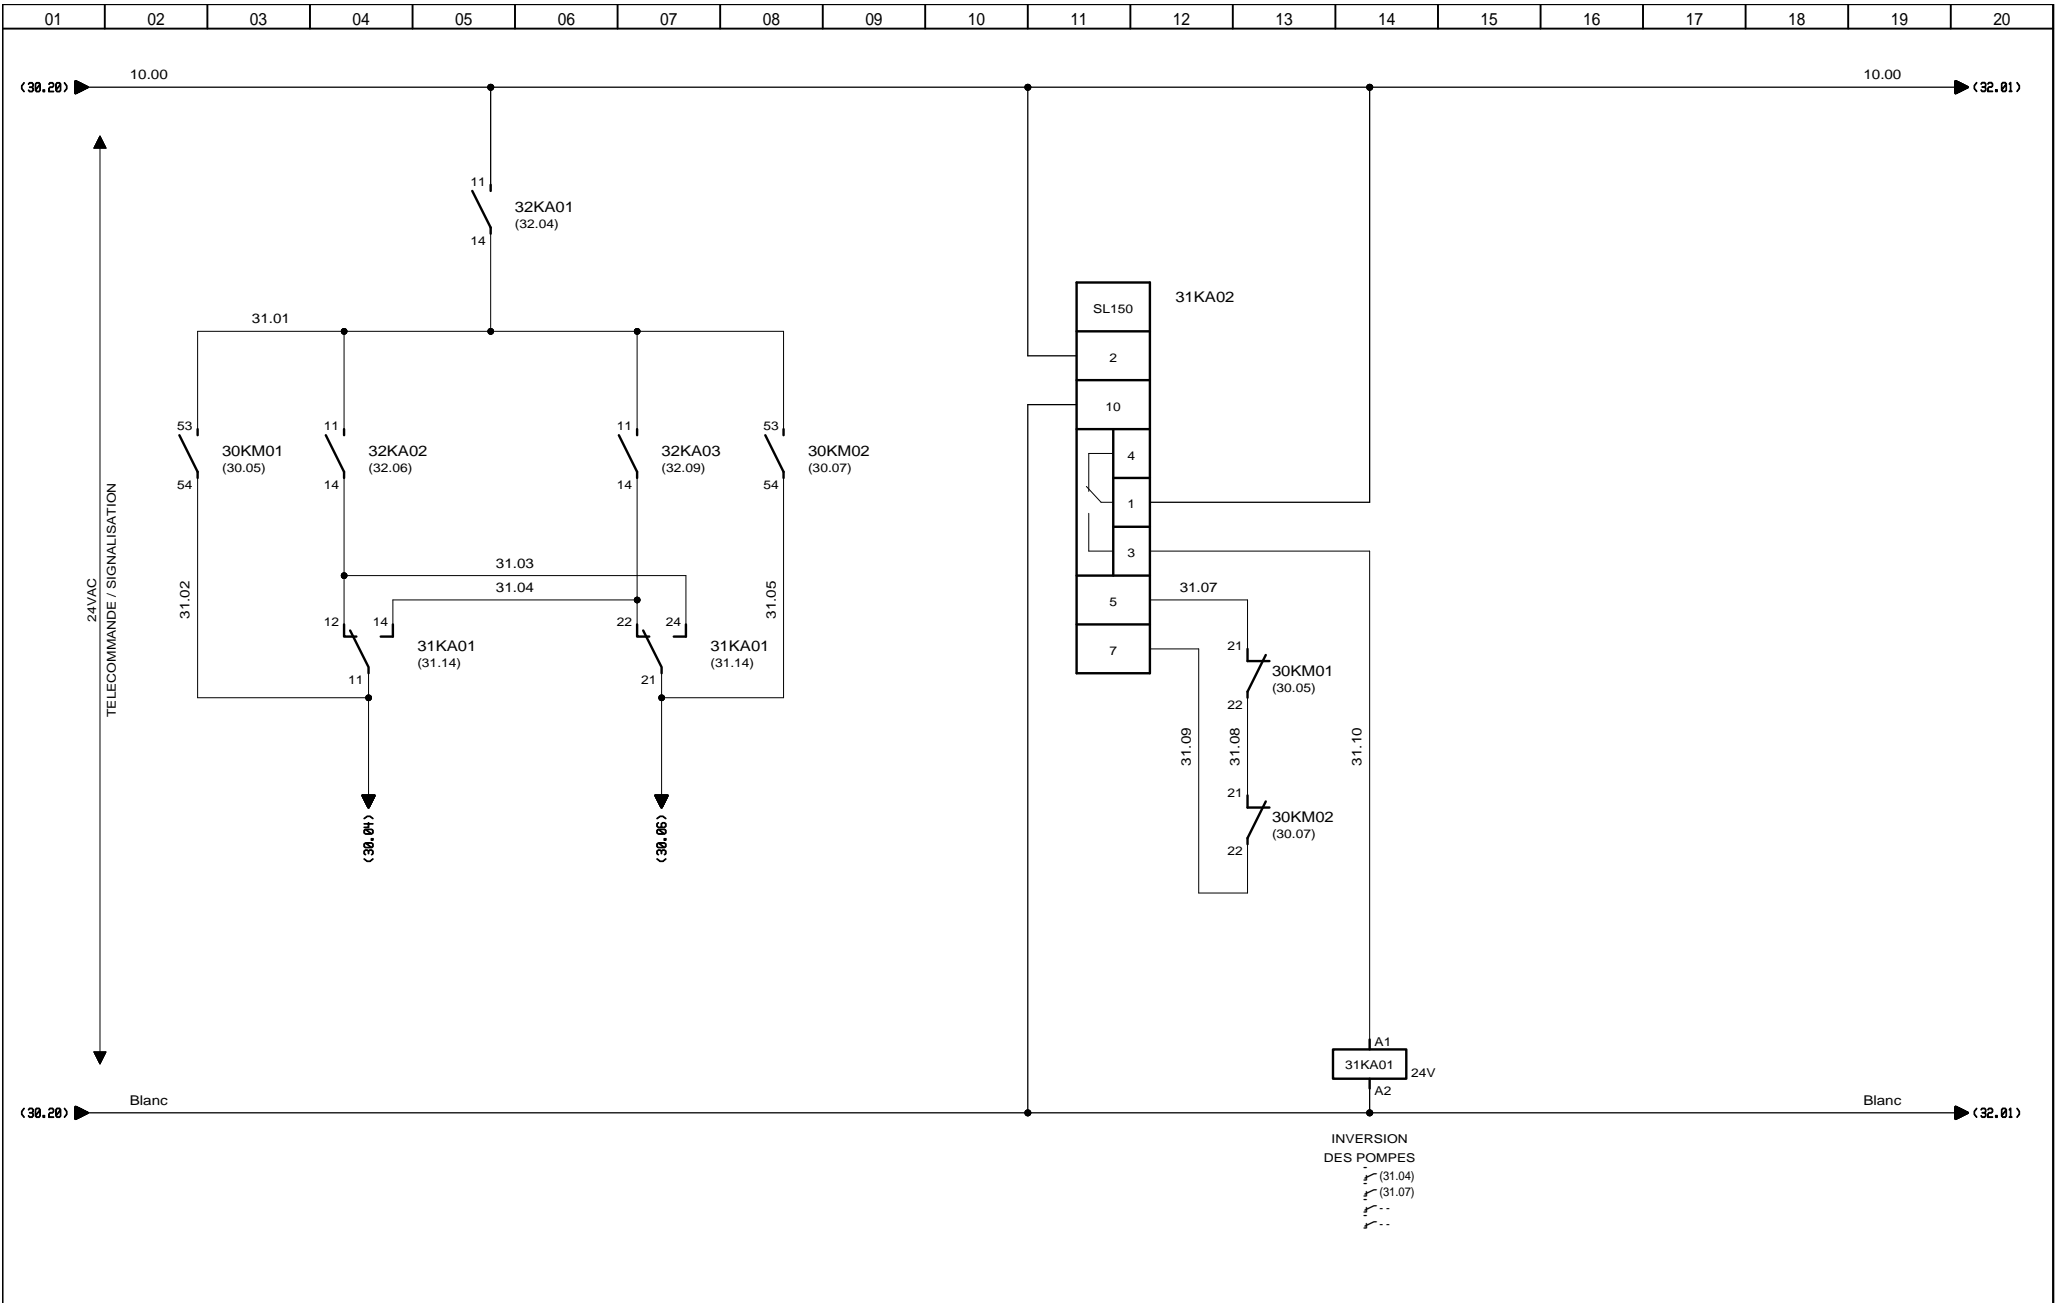 01 02 03 04 05 06 07 08 09 10 11 12 13 14 15 16 17 18 19 20
10.00 10.00
(30.20) (32.01)
11
32KA01
(32.04)
14
31KA02
SL150
31.01
2
10
53 11 11 53
30KM01 32KA02 32KA03 30KM02
(30.05) (32.06) (32.09) (30.07)
54 14 14 54
4
1
3
24VAC
TELECOMMANDE / SIGNALISATION
31.02
31.03
31.04
31.05
12 14 22 24
31KA01 31KA01
(31.14) (31.14)
11 21
5
31.07
7
21
30KM01
(30.05)
22
31.09
31.08
31.10
21
30KM02
(30.07)
22
(30.04)
(30.06)
A1
31KA01
24V
A2
Blanc Blanc
(30.20) (32.01)
INVERSION
DES POMPES
(31.04)
(31.07)
--
--